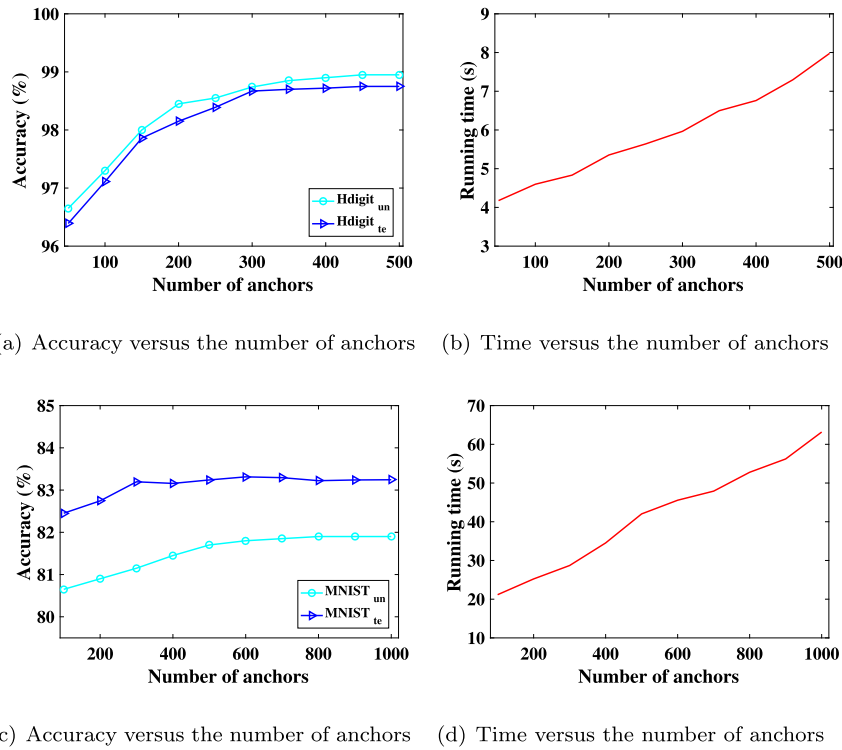 100
99
98
97
96
Accuracy (%)
Hdigit un
Hdigit te
100 200 300 400 500
Number of anchors
9
8
7
6
5
4
3
Running time (s)
100 200 300 400 500
Number of anchors
a) Accuracy versus the number of anchors
(b) Time versus the number of anchors
85
84
83
82
81
80
Accuracy (%)
MNIST un
MNIST te
200 400 600 800 1000
Number of anchors
70
60
50
40
30
20
10
Running time (s)
200 400 600 800 1000
Number of anchors
c) Accuracy versus the number of anchors
(d) Time versus the number of anchors